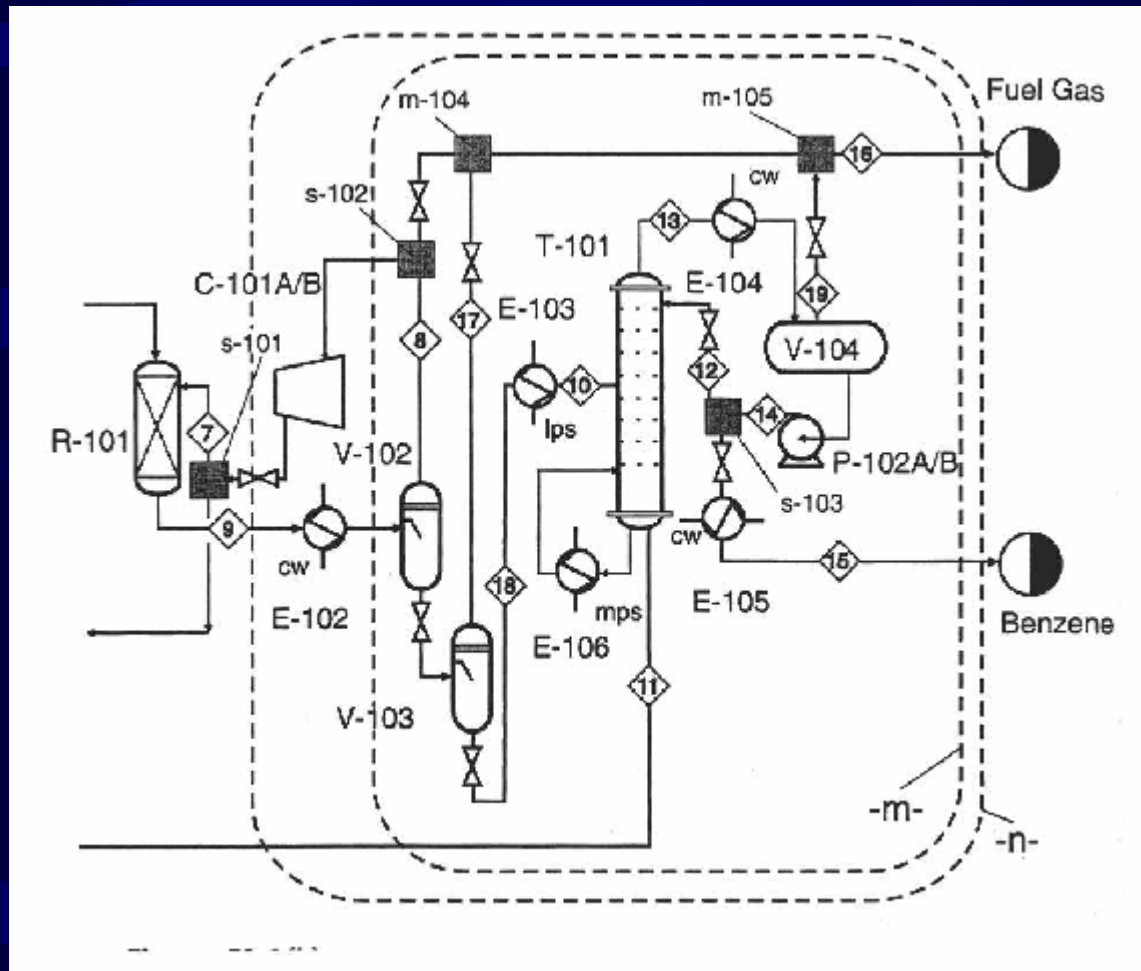 Fuel Gas
m-104
m-105
16
s-102
cw
13
T-101
E-104
C-101A/B
E-103
19
s-101
8
17
V-104
12
10
14
R-101
7
lps
V-102
P-102A/B
s-103
9
cw
18
cw
15
mps
E-105
E-102
E-106
Benzene
11
V-103
-m-
-n-